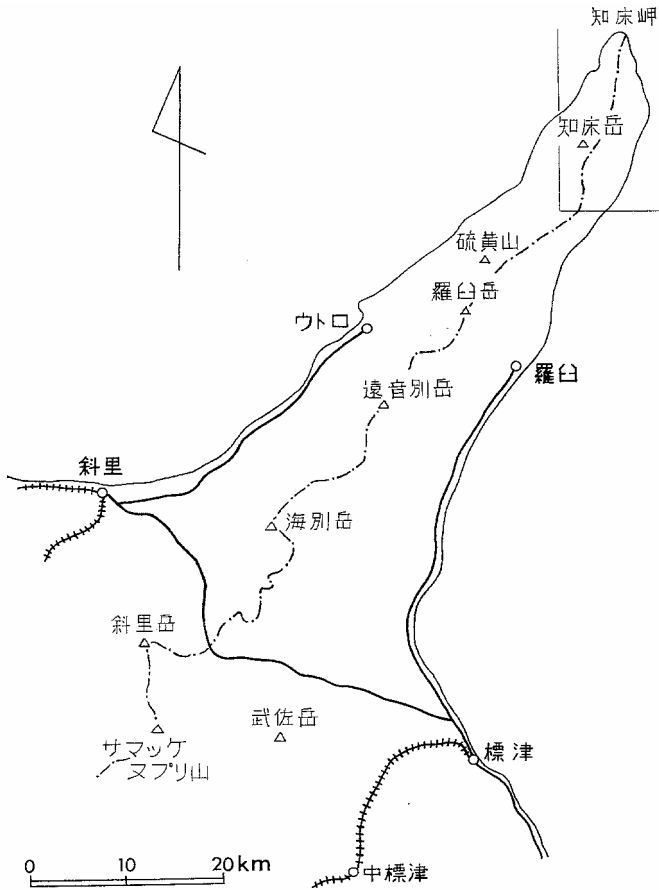 知床岬
知床岳
硫黄山
羅臼岳
ウトロ
羅臼
遠音別岳
斜里
海別岳
斜里岳
武佐岳
標津
サマッケ
ヌプリ山
中標津
0 10 20km